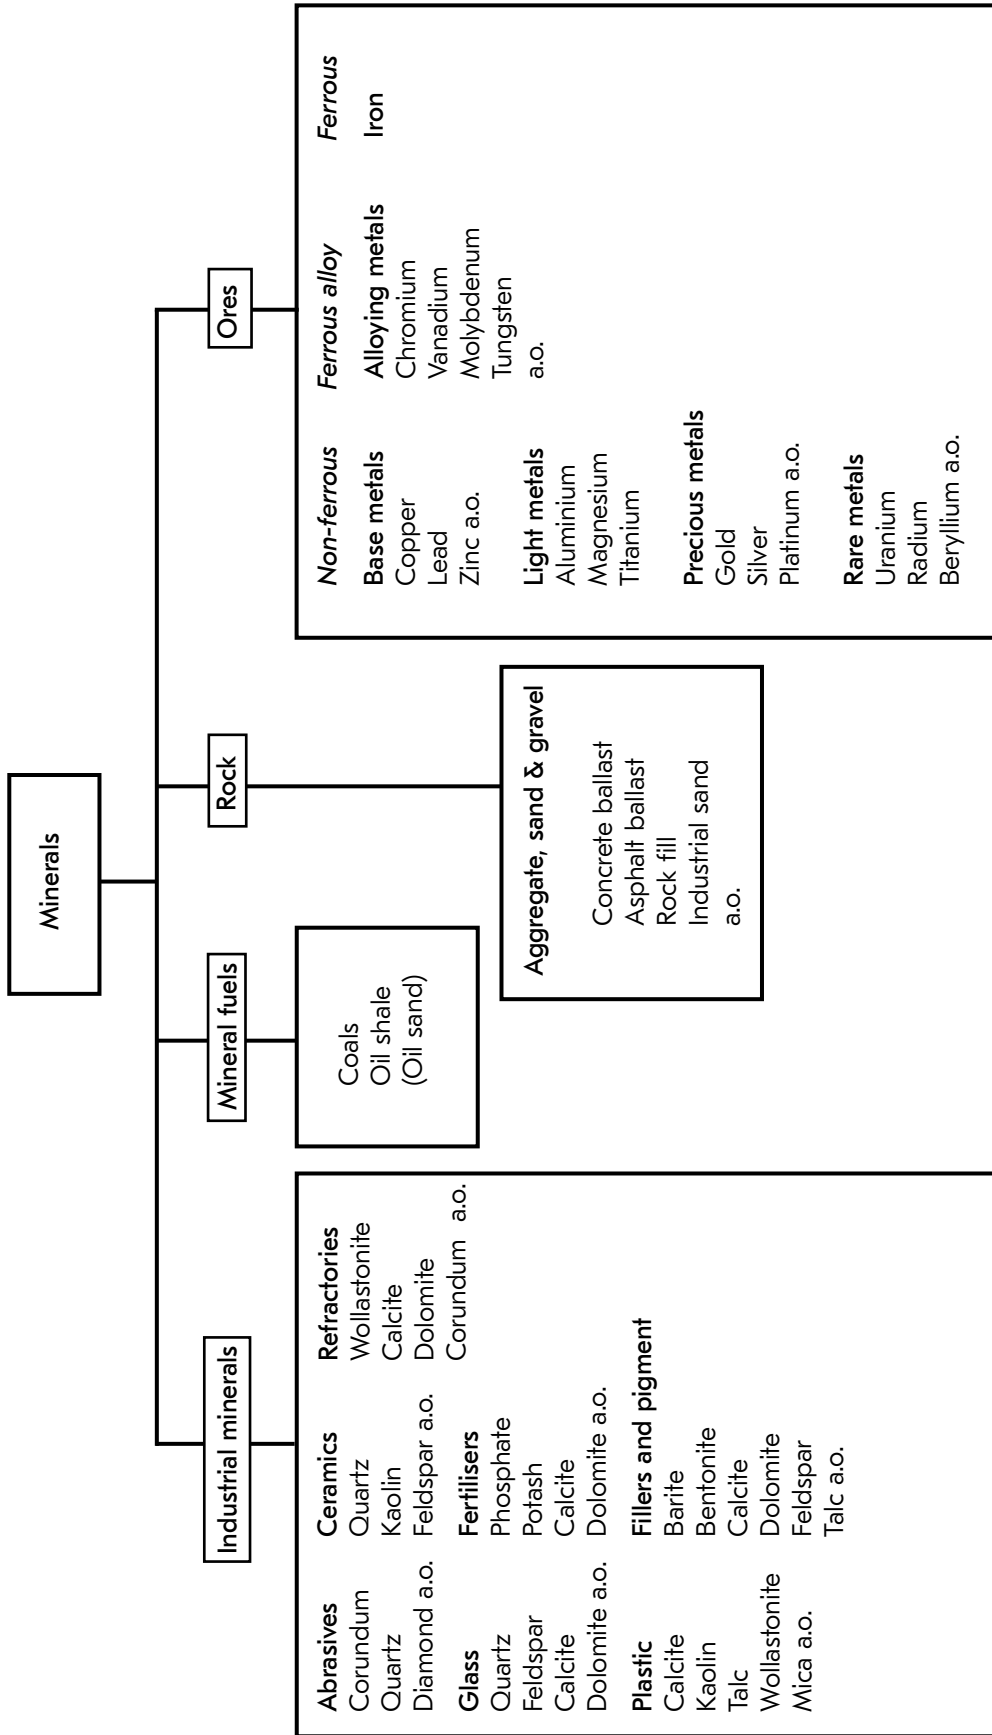 Minerals
Industrial minerals
Mineral fuels
Rock
Ores
Abrasives
Corundum
Quartz
Diamond a.o.
Glass
Quartz
Feldspar
Calcite
Dolomite a.o.
Plastic
Calcite
Kaolin
Talc
Wollastonite
Mica a.o.
Ceramics
Quartz
Kaolin
Feldspar a.o.
Fertilisers
Phosphate
Potash
Calcite
Dolomite a.o.
Fillers and pigment
Barite
Bentonite
Calcite
Dolomite
Feldspar
Talc a.o.
Refractories
Wollastonite
Calcite
Dolomite
Corundum a.o.
Coals
Oil shale
(Oil sand)
Aggregate, sand & gravel
Concrete ballast
Asphalt ballast
Rock fill
Industrial sand
a.o.
Non-ferrous
Base metals
Copper
Lead
Zinc a.o.
Light metals
Aluminium
Magnesium
Titanium
Precious metals
Gold
Silver
Platinum a.o.
Rare metals
Uranium
Radium
Beryllium a.o.
Ferrous alloy
Alloying metals
Chromium
Vanadium
Molybdenum
Tungsten
a.o.
Ferrous
Iron